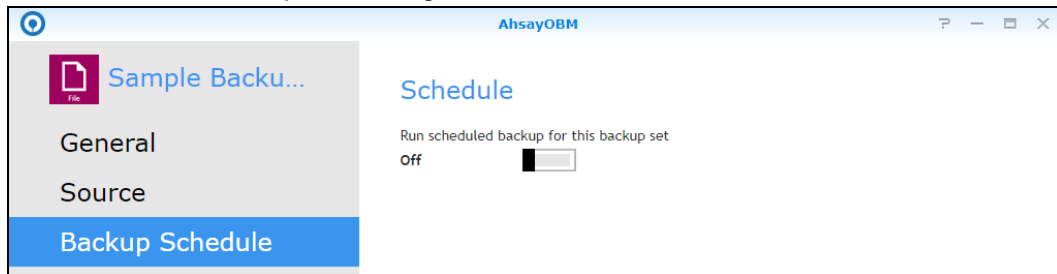 AhsayOBM
Sample Backu...
File
General
Source
Backup Schedule
Schedule
Run scheduled backup for this backup set
Off